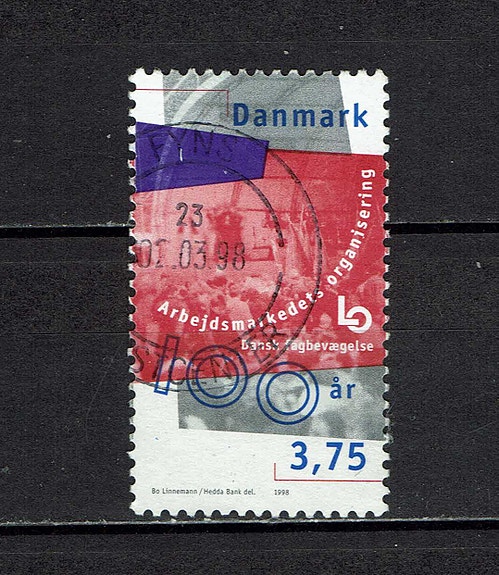 Danmark
FYNS
23
02.03.98
Arbejdsmarkedets organisering
lo
Dansk fagbevægelse
100 år
3,75
Bo Linnemann / Hedda Bank del. 1998